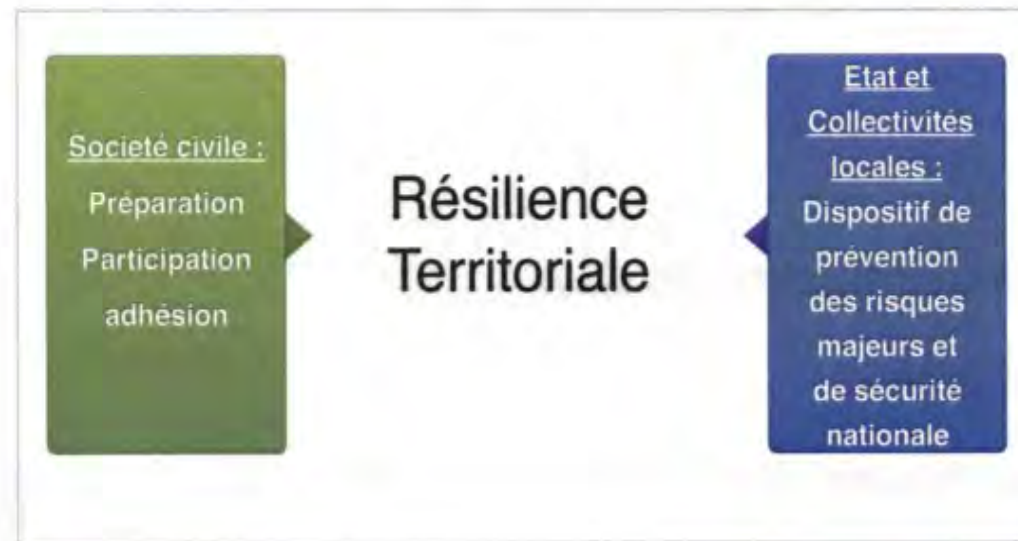 Societé civile :
Préparation
Participation
adhésion
Résilience
Territoriale
Etat et
Collectivités
locales :
Dispositif de
prévention
des risques
majeurs et
de sécurité
nationale